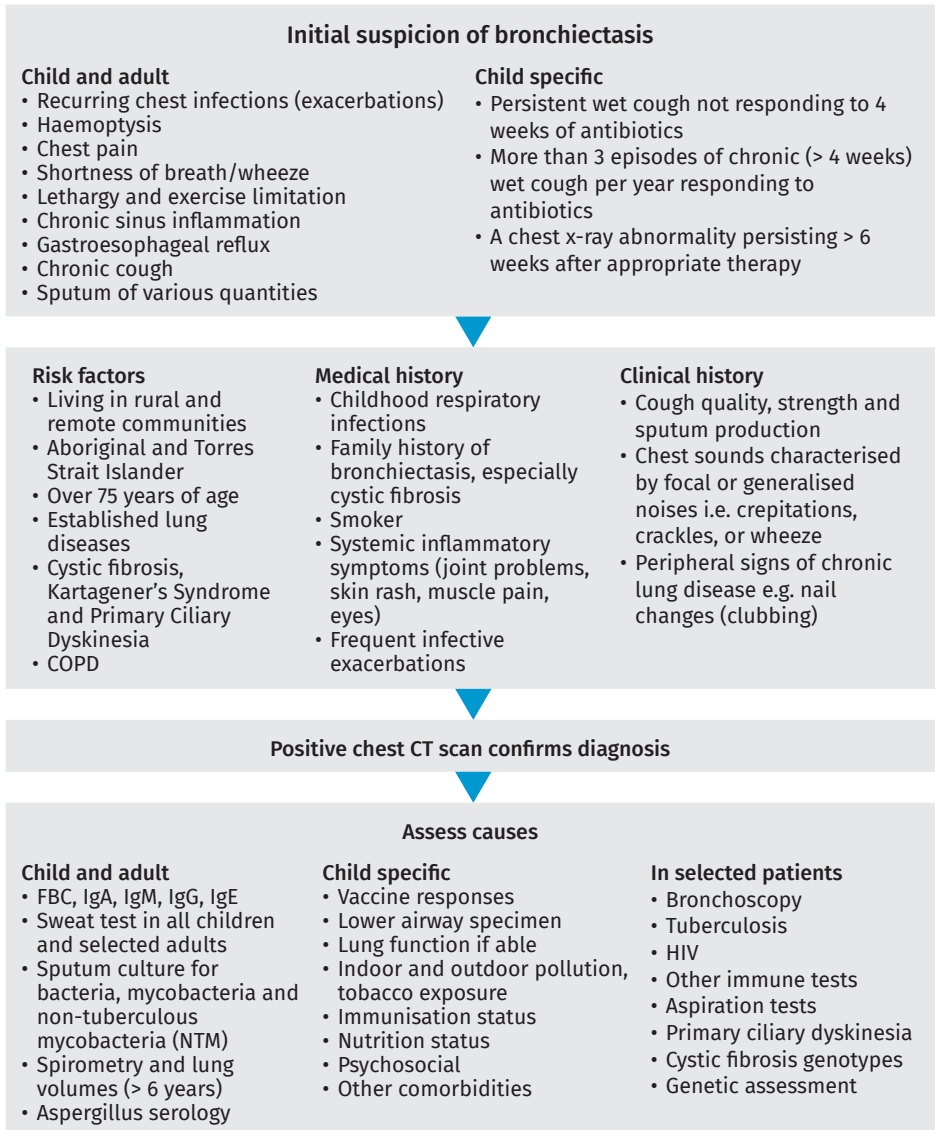 Initial suspicion of bronchiectasis
Child and adult
• Recurring chest infections (exacerbations)
• Haemoptysis
• Chest pain
• Shortness of breath/wheeze
• Lethargy and exercise limitation
• Chronic sinus inflammation
• Gastroesophageal reflux
• Chronic cough
• Sputum of various quantities
Child specific
• Persistent wet cough not responding to 4
weeks of antibiotics
• More than 3 episodes of chronic (> 4 weeks)
wet cough per year responding to
antibiotics
• A chest x-ray abnormality persisting > 6
weeks after appropriate therapy
Risk factors
• Living in rural and
remote communities
• Aboriginal and Torres
Strait Islander
• Over 75 years of age
• Established lung
diseases
• Cystic fibrosis,
Kartagener’s Syndrome
and Primary Ciliary
Dyskinesia
• COPD
Medical history
• Childhood respiratory
infections
• Family history of
bronchiectasis, especially
cystic fibrosis
• Smoker
• Systemic inflammatory
symptoms (joint problems,
skin rash, muscle pain,
eyes)
• Frequent infective
exacerbations
Clinical history
• Cough quality, strength and
sputum production
• Chest sounds characterised
by focal or generalised
noises i.e. crepitations,
crackles, or wheeze
• Peripheral signs of chronic
lung disease e.g. nail
changes (clubbing)
Positive chest CT scan confirms diagnosis
Assess causes
Child and adult
• FBC, IgA, IgM, IgG, IgE
• Sweat test in all children
and selected adults
• Sputum culture for
bacteria, mycobacteria and
non-tuberculous
mycobacteria (NTM)
• Spirometry and lung
volumes (> 6 years)
• Aspergillus serology
Child specific
• Vaccine responses
• Lower airway specimen
• Lung function if able
• Indoor and outdoor pollution,
tobacco exposure
• Immunisation status
• Nutrition status
• Psychosocial
• Other comorbidities
In selected patients
• Bronchoscopy
• Tuberculosis
• HIV
• Other immune tests
• Aspiration tests
• Primary ciliary dyskinesia
• Cystic fibrosis genotypes
• Genetic assessment